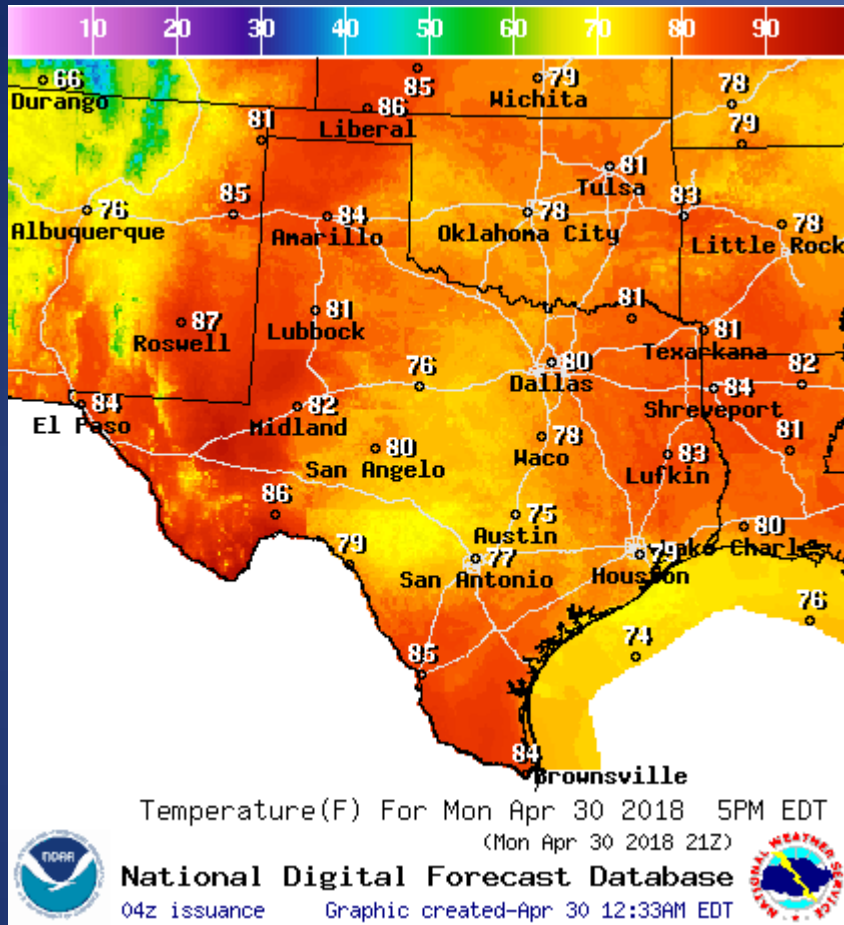 10 20 30 40 50 60 70 80 90
66
Durango
85
79
Wichita
78
86
Liberal
81
79
81
Tulsa
76
Albuquerque
85
84
Amarillo
78
Oklahoma City
83
78
Little Rock
87
Roswell
81
Lubbock
81
81
Texarkana
76
80
Dallas
82
84
Shreveport
84
El Paso
82
Midland
80
San Angelo
78
Waco
83
Lufkin
81
86
75
Austin
80
Lake Charles
79
77
San Antonio
79
Houston
76
74
85
84
Brownsville
Temperature(F) For Mon Apr 30 2018 5PM EDT
(Mon Apr 30 2018 21Z)
NOAA
National Digital Forecast Database
NATIONAL WEATHER SERVICE
04z issuance Graphic created-Apr 30 12:33AM EDT